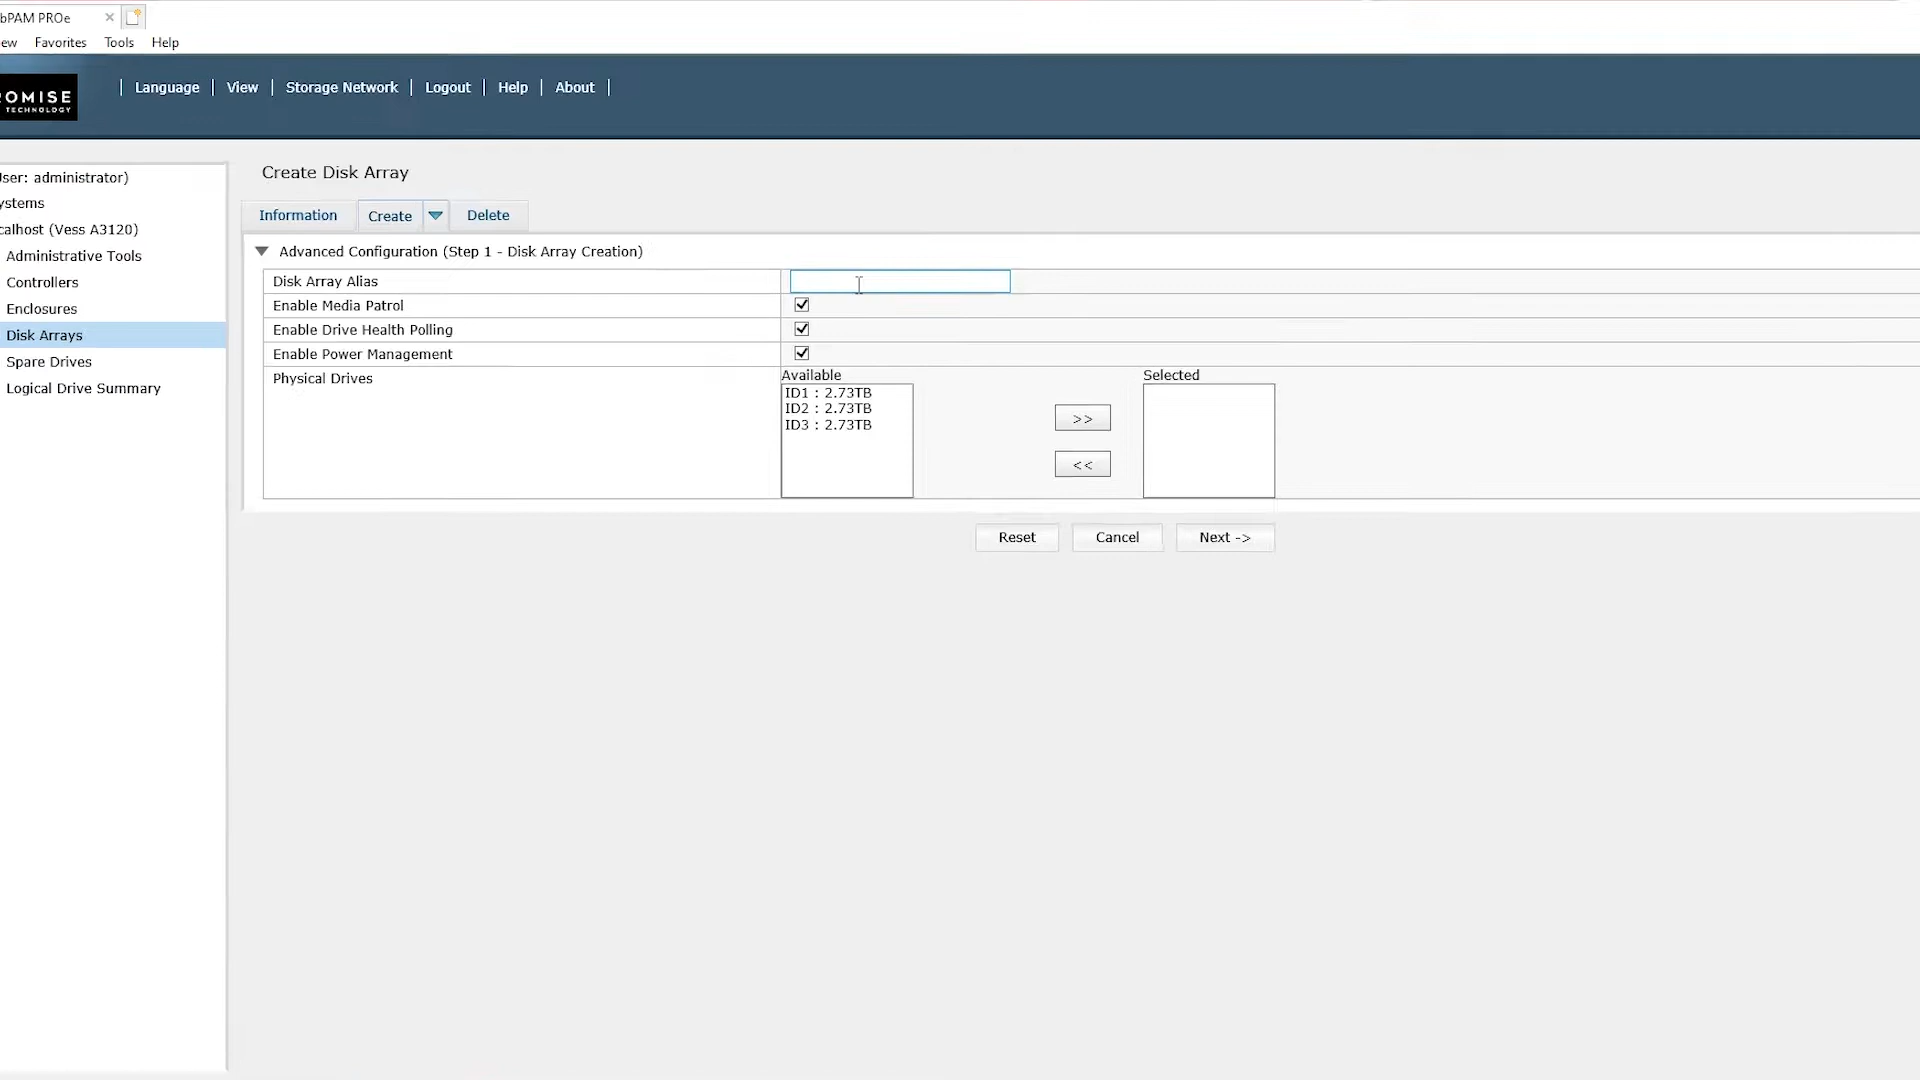 bPAM PROe
ew Favorites Tools Help
OMISE
TECHNOLOGY
Language View Storage Network Logout Help About
ser: administrator)
ystems
calhost (Vess A3120)
Administrative Tools
Controllers
Enclosures
Disk Arrays
Spare Drives
Logical Drive Summary
Create Disk Array
Information Create Delete
Advanced Configuration (Step 1 - Disk Array Creation)
Disk Array Alias
Enable Media Patrol
Enable Drive Health Polling
Enable Power Management
Physical Drives
Available
ID1 : 2.73TB
ID2 : 2.73TB
ID3 : 2.73TB
>>
<<
Selected
Reset Cancel Next ->